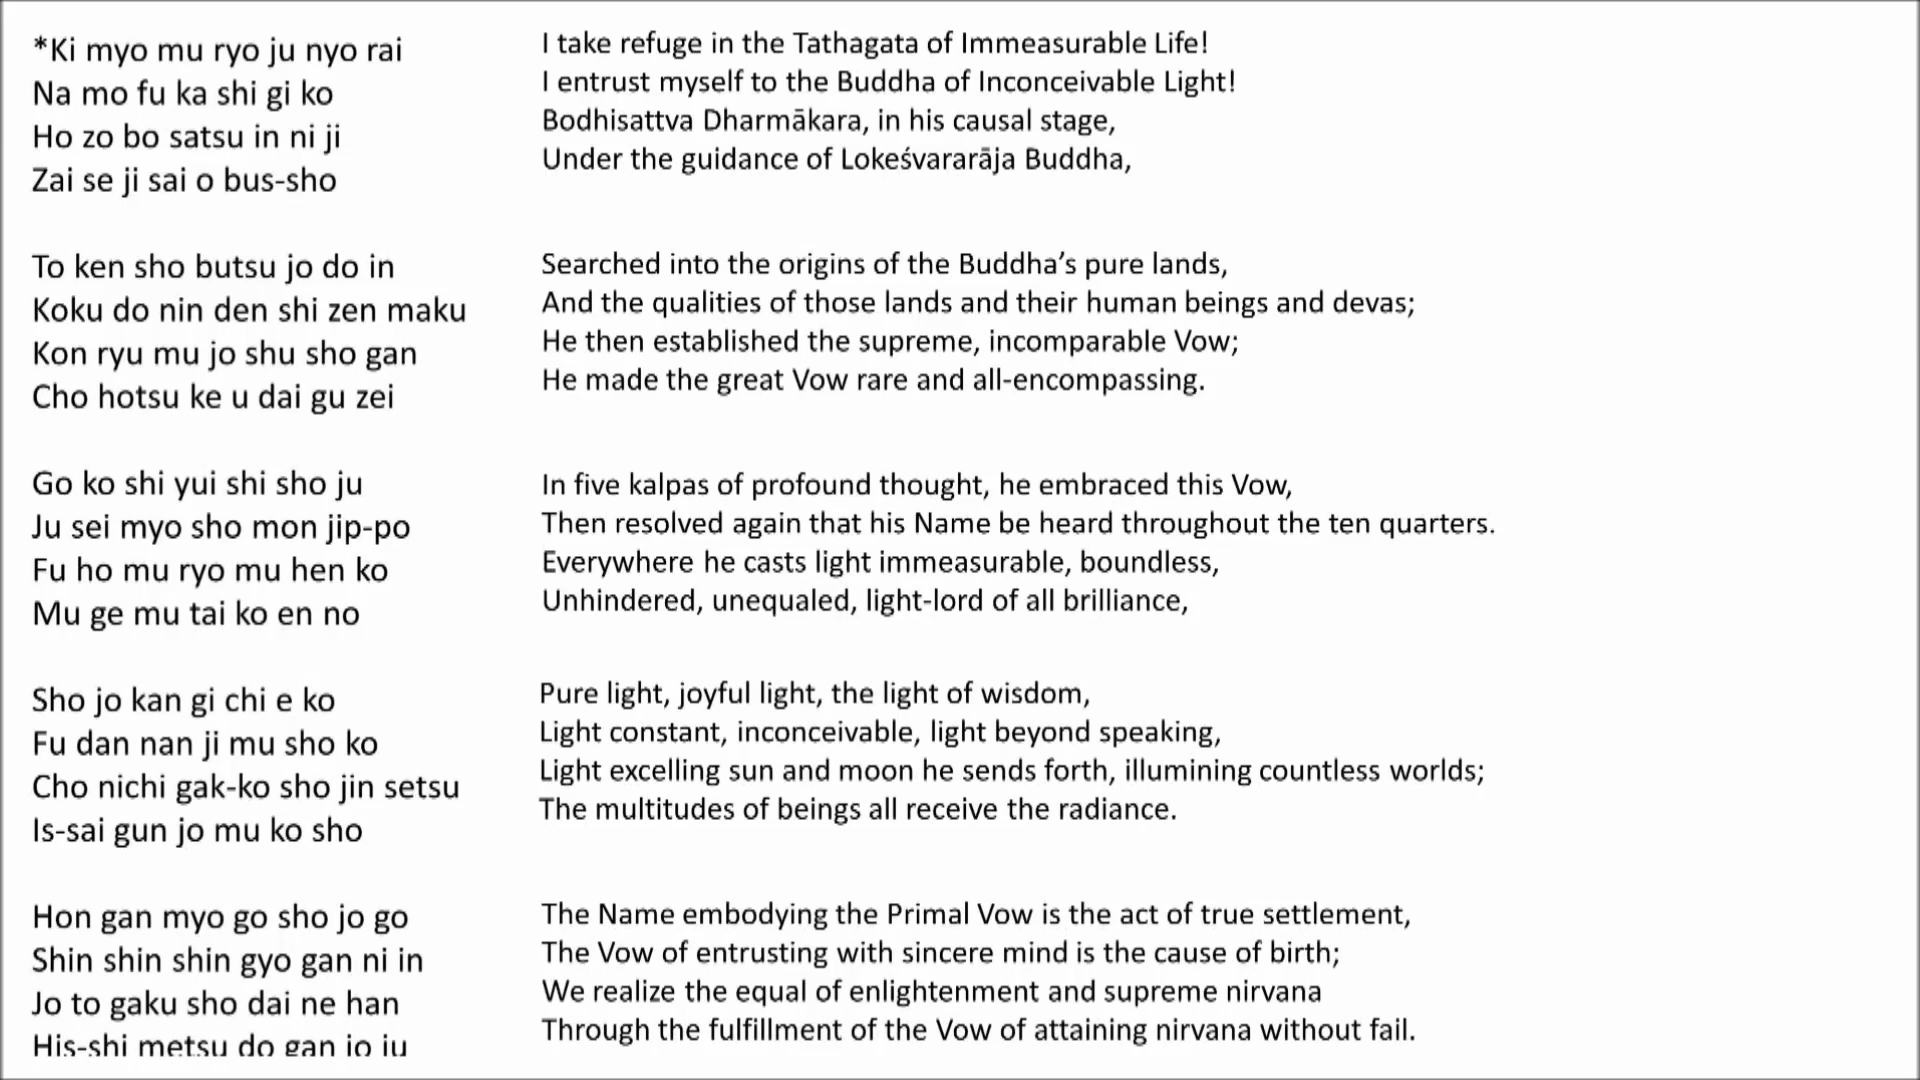 *Ki myo mu ryo ju nyo rai
Na mo fu ka shi gi ko
Ho zo bo satsu in ni ji
Zai se ji sai o bus-sho
To ken sho butsu jo do in
Koku do nin den shi zen maku
Kon ryu mu jo shu sho gan
Cho hotsu ke u dai gu zei
Go ko shi yui shi sho ju
Ju sei myo sho mon jip-po
Fu ho mu ryo mu hen ko
Mu ge mu tai ko en no
Sho jo kan gi chi e ko
Fu dan nan ji mu sho ko
Cho nichi gak-ko sho jin setsu
Is-sai gun jo mu ko sho
Hon gan myo go sho jo go
Shin shin shin gyo gan ni in
Jo to gaku sho dai ne han
His-shi metsu do gan jo ju
I take refuge in the Tathagata of Immeasurable Life!
I entrust myself to the Buddha of Inconceivable Light!
Bodhisattva Dharmākara, in his causal stage,
Under the guidance of Lokeśvararāja Buddha,
Searched into the origins of the Buddha’s pure lands,
And the qualities of those lands and their human beings and devas;
He then established the supreme, incomparable Vow;
He made the great Vow rare and all-encompassing.
In five kalpas of profound thought, he embraced this Vow,
Then resolved again that his Name be heard throughout the ten quarters.
Everywhere he casts light immeasurable, boundless,
Unhindered, unequaled, light-lord of all brilliance,
Pure light, joyful light, the light of wisdom,
Light constant, inconceivable, light beyond speaking,
Light excelling sun and moon he sends forth, illumining countless worlds;
The multitudes of beings all receive the radiance.
The Name embodying the Primal Vow is the act of true settlement,
The Vow of entrusting with sincere mind is the cause of birth;
We realize the equal of enlightenment and supreme nirvana
Through the fulfillment of the Vow of attaining nirvana without fail.